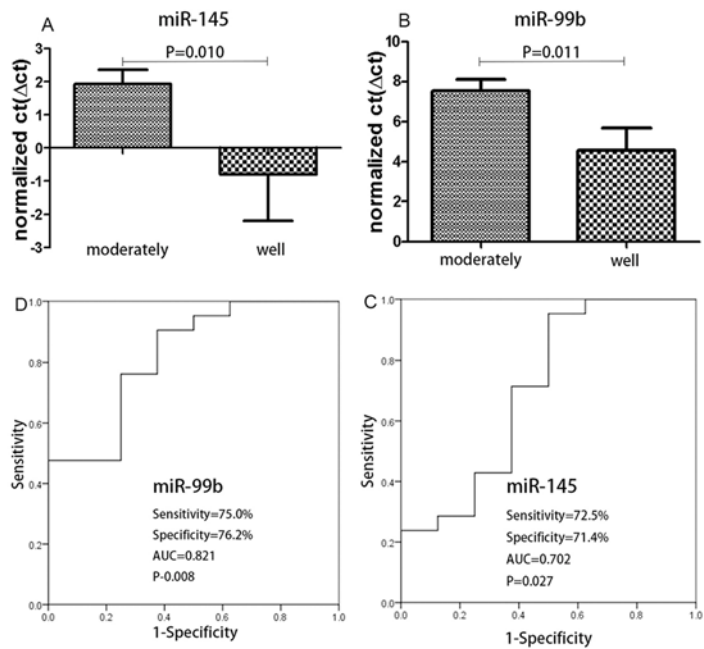 A
miR-145
P=0.010
normalized ct(Δct)
3
2
1
0
-1
-2
-3
moderately
well
B
miR-99b
P=0.011
normalized ct(Δct)
10
8
6
4
2
0
moderately
well
D
1.0
0.8
0.6
0.4
0.2
0.0
Sensitivity
miR-99b
Sensitivity=75.0%
Specificity=76.2%
AUC=0.821
P-0.008
0.0 0.2 0.4 0.6 0.8 1.0
1-Specificity
C
1.0
0.8
0.6
0.4
0.2
0.0
Sensitivity
miR-145
Sensitivity=72.5%
Specificity=71.4%
AUC=0.702
P=0.027
0.0 0.2 0.4 0.6 0.8 1.0
1-Specificity